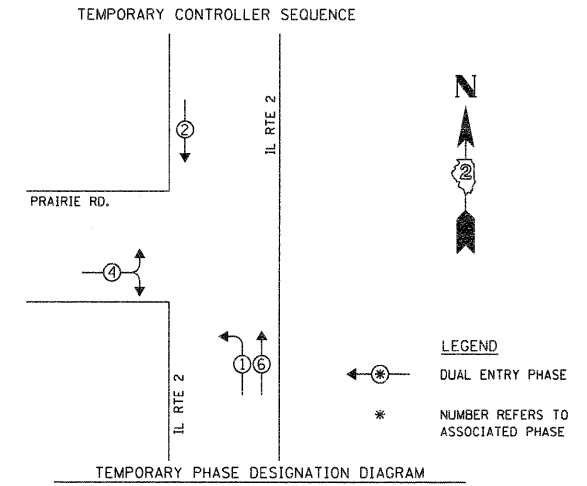 TEMPORARY CONTROLLER SEQUENCE
IL RTE 2
N
2
2
PRAIRIE RD.
4
1 6
IL RTE 2
LEGEND
* DUAL ENTRY PHASE
* NUMBER REFERS TO
ASSOCIATED PHASE
TEMPORARY PHASE DESIGNATION DIAGRAM